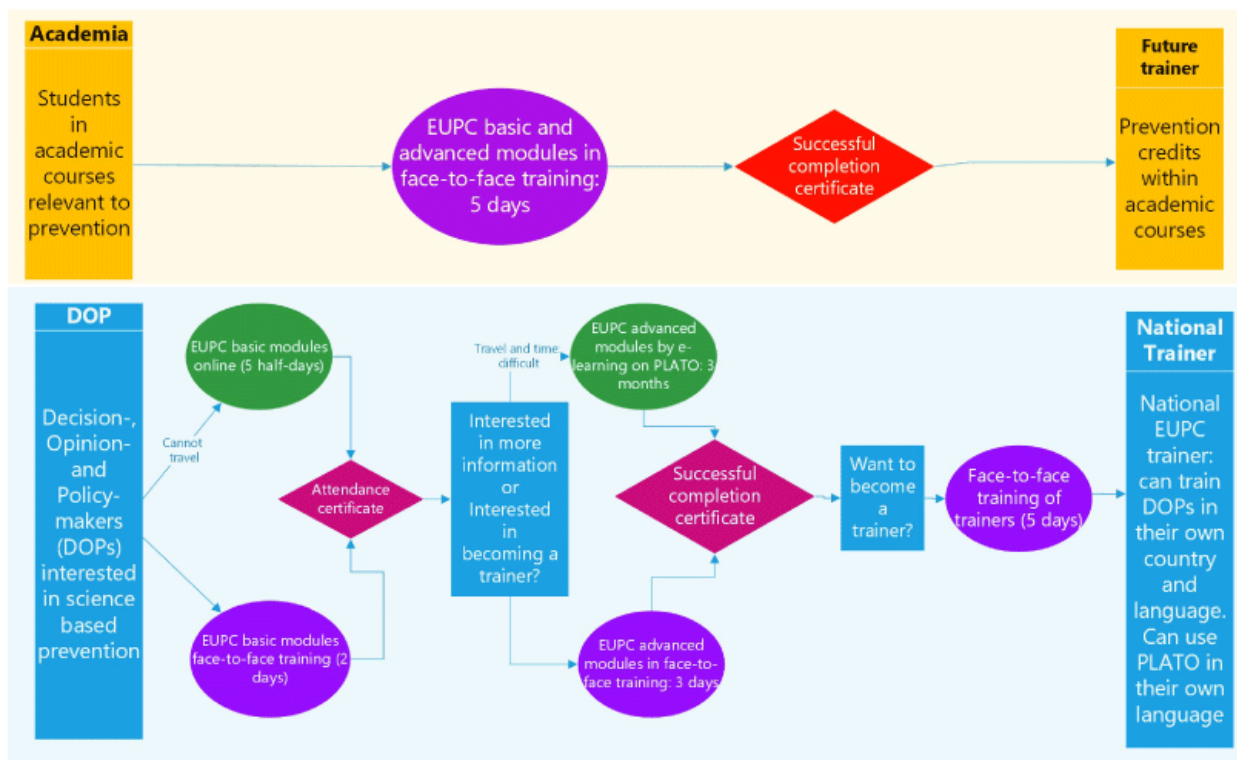 Academia
Students
in
academic
courses
relevant to
prevention
EUPC basic and
advanced modules in
face-to-face training:
5 days
Successful
completion
certificate
Future
trainer
Prevention
credits
within
academic
courses
DOP
Decision-,
Opinion-
and
Policy-
makers
(DOPs)
interested
in science
based
prevention
Cannot
travel
EUPC basic modules
online (5 half-days)
EUPC basic modules
face-to-face training (2
days)
Attendance
certificate
Interested
in more
information
or
Interested
in
becoming a
trainer?
Travel and time
difficult
EUPC advanced
modules by e-
learning on PLATO: 3
months
EUPC advanced
modules in face-to-
face training: 3 days
Successful
completion
certificate
Want to
become
a
trainer?
Face-to-face
training of
trainers (5 days)
National
Trainer
National
EUPC
trainer:
can train
DOPs in
their own
country
and
language.
Can use
PLATO in
their own
language